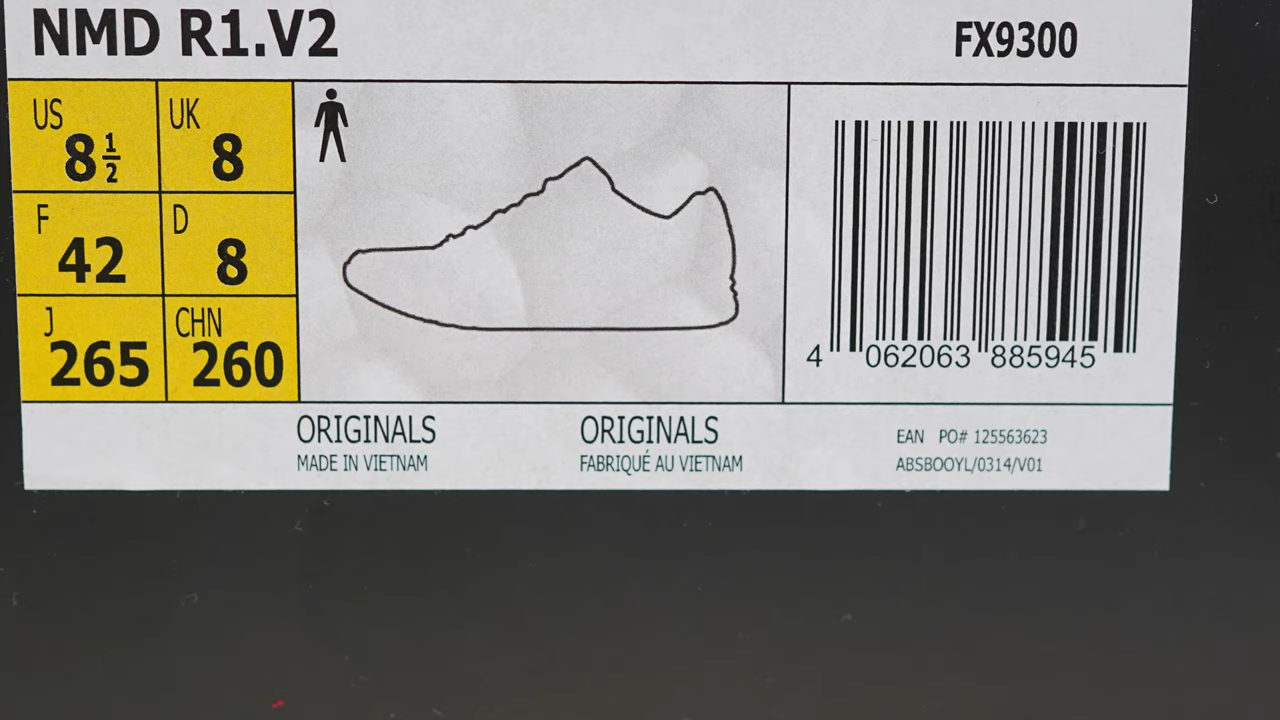 NMD R1.V2 FX9300
US 8½ UK 8
F 42 D 8
J 265 CHN 260
4 062063 885945
ORIGINALS ORIGINALS EAN PO# 125563623
MADE IN VIETNAM FABRIQUÉ AU VIETNAM ABSBOOYL/0314/V01